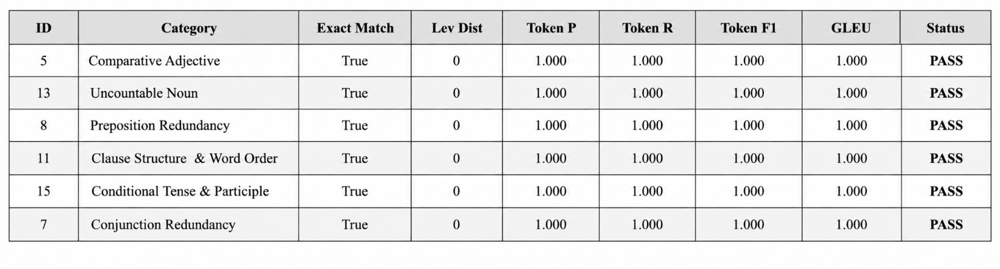 ID Category Exact Match Lev Dist Token P Token R Token F1 GLEU Status
5 Comparative Adjective True 0 1.000 1.000 1.000 1.000 PASS
13 Uncountable Noun True 0 1.000 1.000 1.000 1.000 PASS
8 Preposition Redundancy True 0 1.000 1.000 1.000 1.000 PASS
11 Clause Structure & Word Order True 0 1.000 1.000 1.000 1.000 PASS
15 Conditional Tense & Participle True 0 1.000 1.000 1.000 1.000 PASS
7 Conjunction Redundancy True 0 1.000 1.000 1.000 1.000 PASS